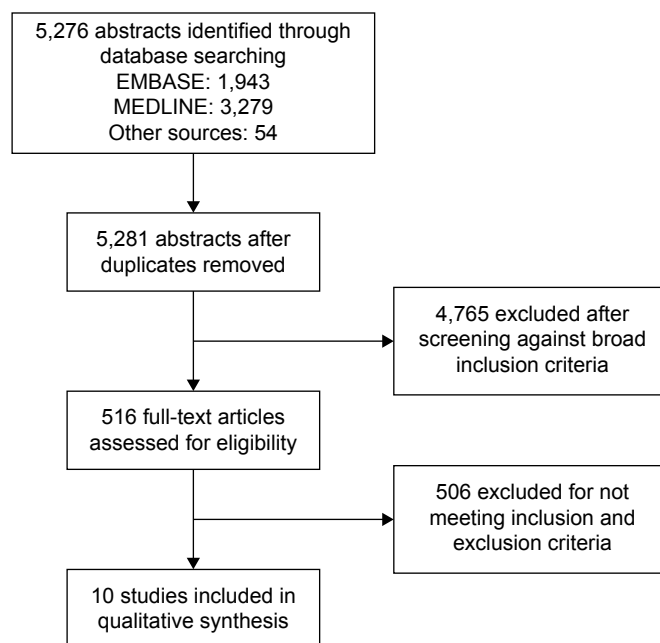 5,276 abstracts identified through
database searching
EMBASE: 1,943
MEDLINE: 3,279
Other sources: 54
5,281 abstracts after
duplicates removed
4,765 excluded after
screening against broad
inclusion criteria
516 full-text articles
assessed for eligibility
506 excluded for not
meeting inclusion and
exclusion criteria
10 studies included in
qualitative synthesis